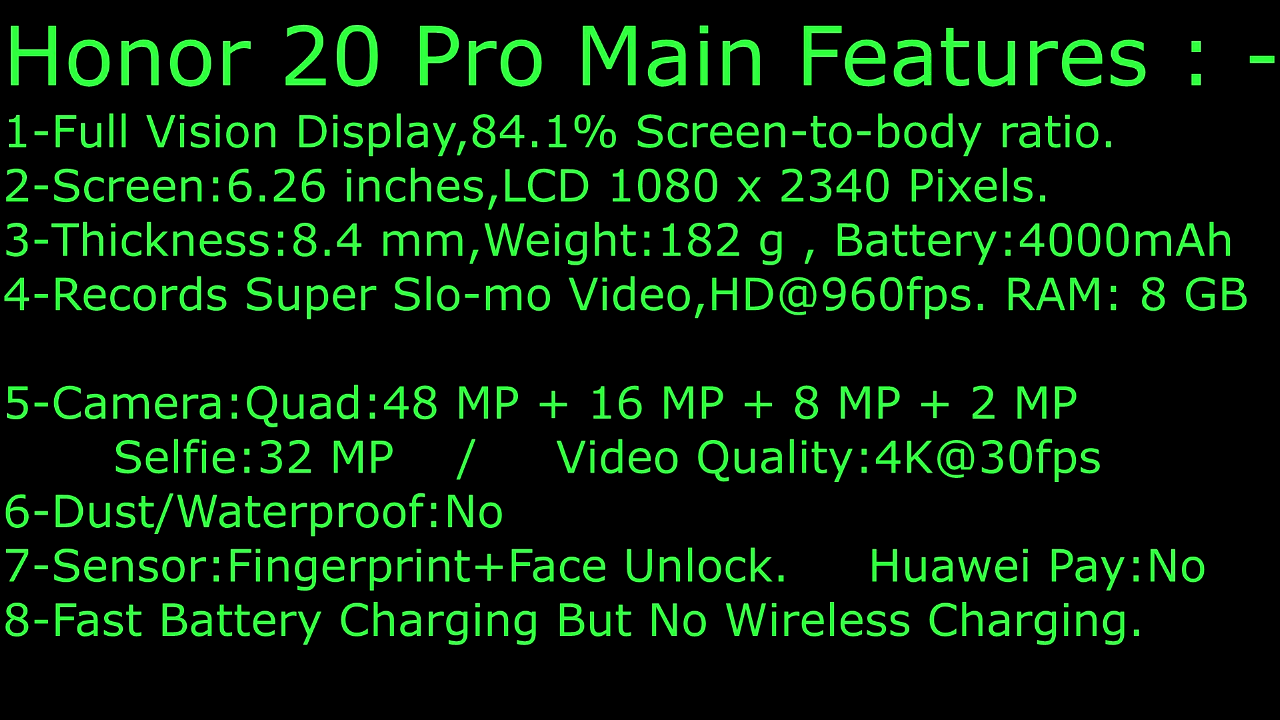 Honor 20 Pro Main Features : -
1-Full Vision Display,84.1% Screen-to-body ratio.
2-Screen:6.26 inches,LCD 1080 x 2340 Pixels.
3-Thickness:8.4 mm,Weight:182 g , Battery:4000mAh
4-Records Super Slo-mo Video,HD@960fps. RAM: 8 GB
5-Camera:Quad:48 MP + 16 MP + 8 MP + 2 MP
Selfie:32 MP / Video Quality:4K@30fps
6-Dust/Waterproof:No
7-Sensor:Fingerprint+Face Unlock. Huawei Pay:No
8-Fast Battery Charging But No Wireless Charging.